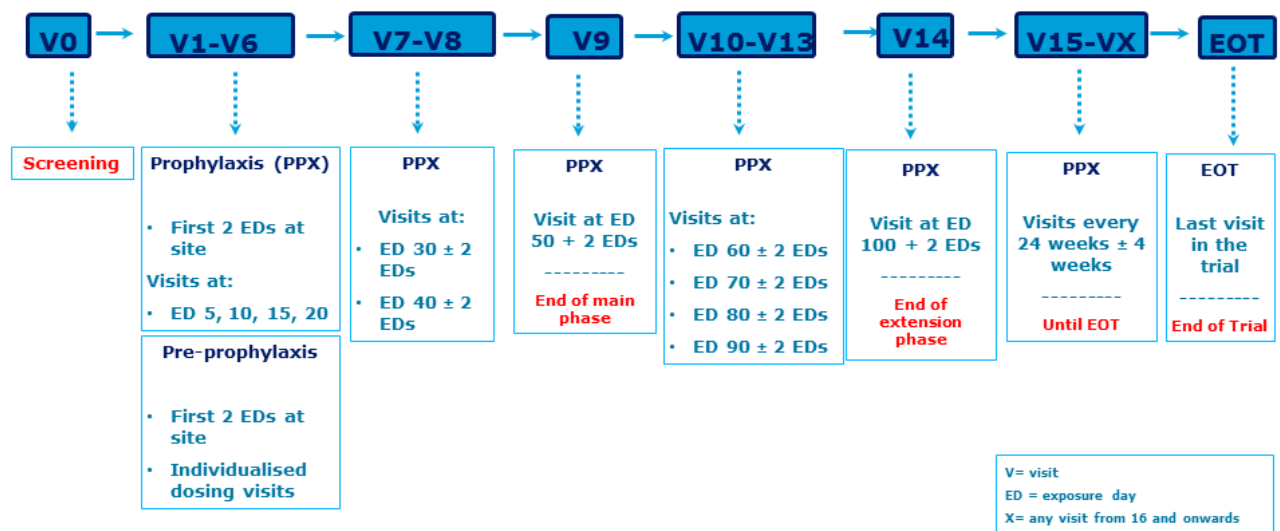 V0
V1-V6
V7-V8
V9
V10-V13
V14
V15-VX
EOT
Screening
Prophylaxis (PPX)
• First 2 EDs at
site
Visits at:
• ED 5, 10, 15, 20
Pre-prophylaxis
• First 2 EDs at
site
• Individualised
dosing visits
PPX
Visits at:
• ED 30 ± 2
EDs
• ED 40 ± 2
EDs
PPX
Visit at ED
50 + 2 EDs
---------
End of main
phase
PPX
Visits at:
• ED 60 ± 2 EDs
• ED 70 ± 2 EDs
• ED 80 ± 2 EDs
• ED 90 ± 2 EDs
PPX
Visit at ED
100 + 2 EDs
---------
End of
extension
phase
PPX
Visits every
24 weeks ± 4
weeks
---------
Until EOT
EOT
Last visit
in the
trial
---------
End of Trial
V= visit
ED = exposure day
X= any visit from 16 and onwards